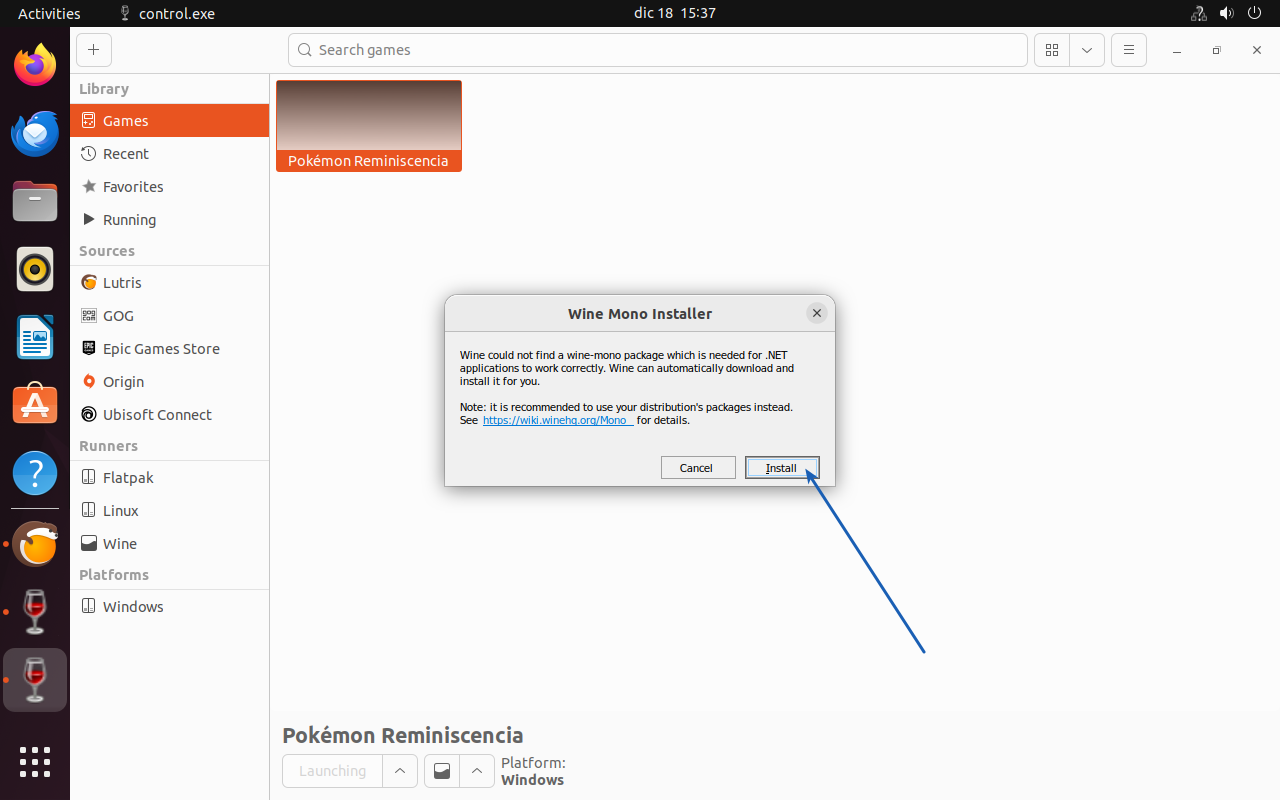 Activities
control.exe
dic 18 15:37
Search games
Library
Games
Recent
Favorites
Running
Sources
Lutris
GOG
Epic Games Store
Origin
Ubisoft Connect
Runners
Flatpak
Linux
Wine
Platforms
Windows
Pokémon Reminiscencia
Wine Mono Installer
Wine could not find a wine-mono package which is needed for .NET
applications to work correctly. Wine can automatically download and
install it for you.
Note: it is recommended to use your distribution's packages instead.
See https://wiki.winehq.org/Mono for details.
Cancel
Install
Pokémon Reminiscencia
Launching
Platform:
Windows